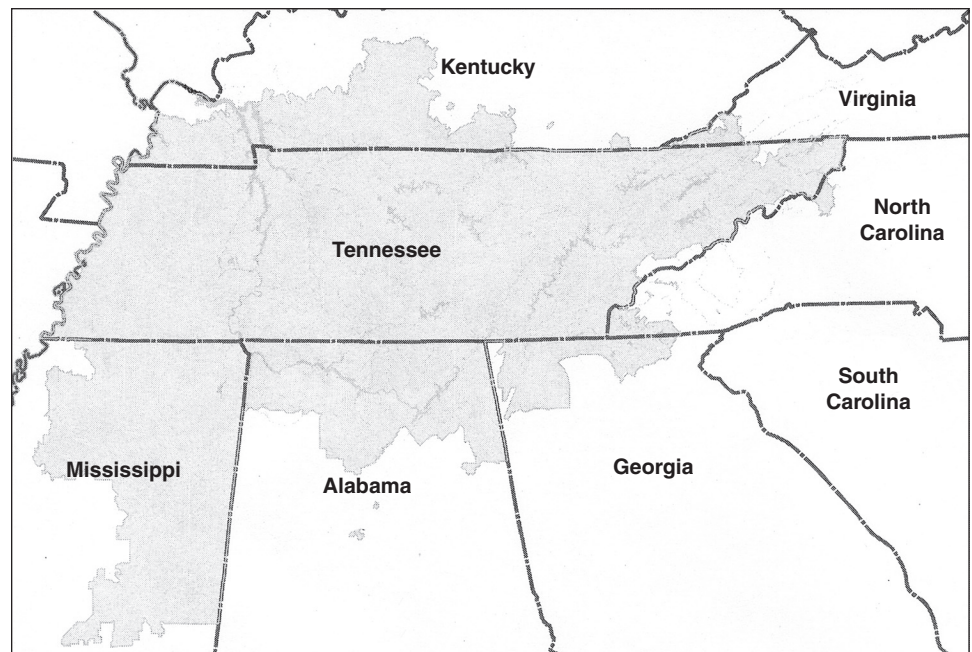 Kentucky
Virginia
North
Carolina
Tennessee
South
Carolina
Mississippi
Georgia
Alabama